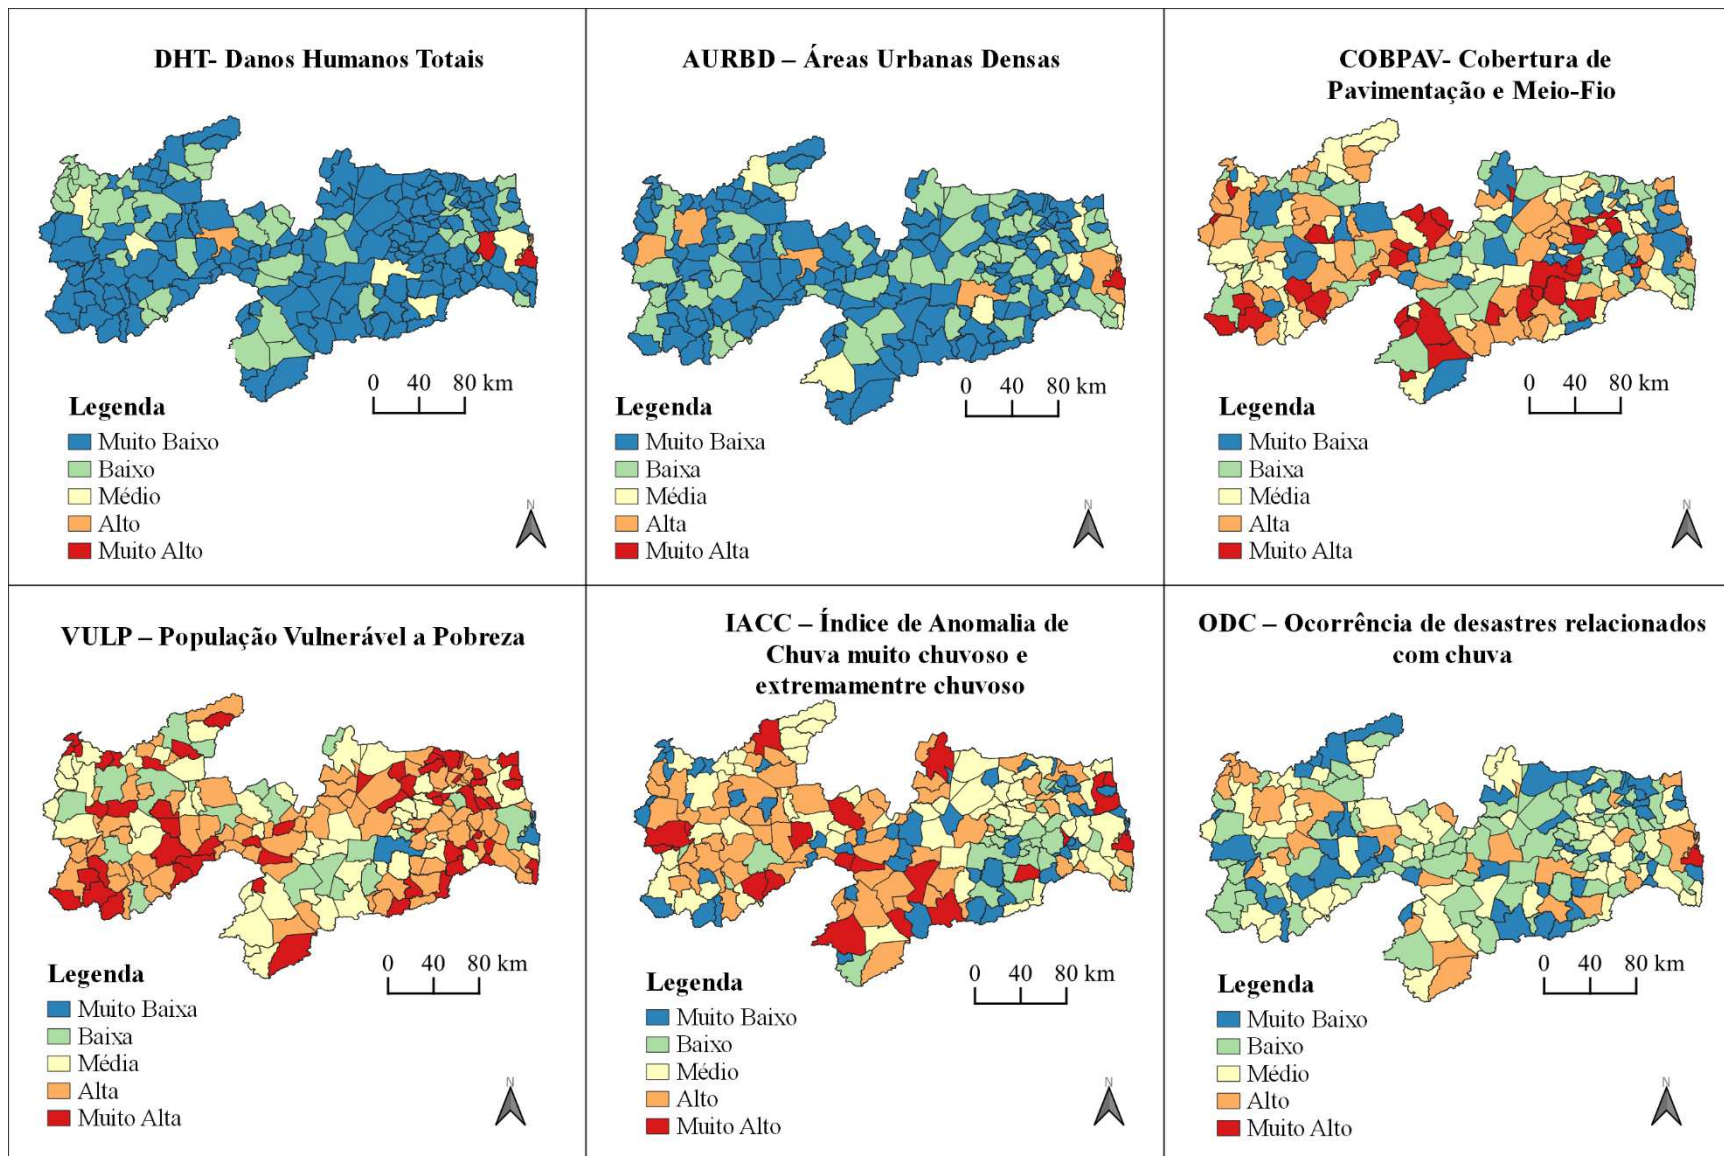 DHT- Danos Humanos Totais
0 40 80 km
Legenda
Muito Baixo
Baixo
Médio
Alto
Muito Alto
N
AURBD – Áreas Urbanas Densas
0 40 80 km
Legenda
Muito Baixa
Baixa
Média
Alta
Muito Alta
N
COBPAV- Cobertura de
Pavimentação e Meio-Fio
0 40 80 km
Legenda
Muito Baixa
Baixa
Média
Alta
Muito Alta
N
VULP – População Vulnerável a Pobreza
0 40 80 km
Legenda
Muito Baixa
Baixa
Média
Alta
Muito Alta
N
IACC – Índice de Anomalia de
Chuva muito chuvoso e
extremamentre chuvoso
0 40 80 km
Legenda
Muito Baixo
Baixo
Médio
Alto
Muito Alto
N
ODC – Ocorrência de desastres relacionados
com chuva
0 40 80 km
Legenda
Muito Baixo
Baixo
Médio
Alto
Muito Alto
N